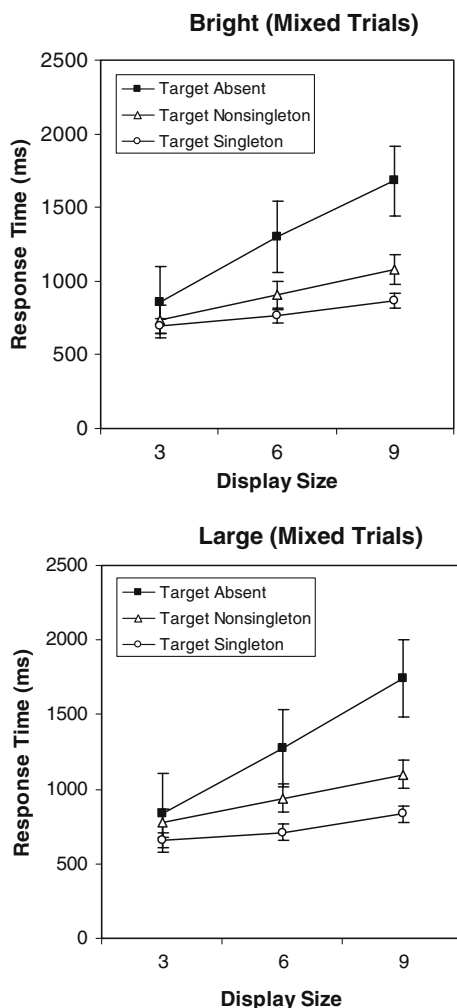 Bright (Mixed Trials)
2500
2000
1500
1000
500
0
Response Time (ms)
Target Absent
Target Nonsingleton
Target Singleton
3 6 9
Display Size
Large (Mixed Trials)
2500
2000
1500
1000
500
0
Response Time (ms)
Target Absent
Target Nonsingleton
Target Singleton
3 6 9
Display Size